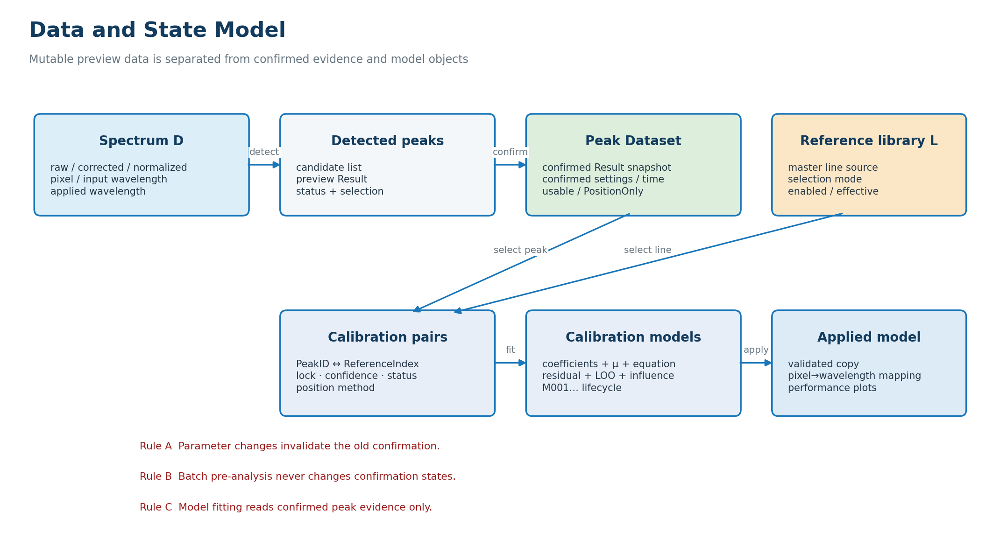 Data and State Model
Mutable preview data is separated from confirmed evidence and model objects
Spectrum D
raw / corrected / normalized
pixel / input wavelength
applied wavelength
detect
Detected peaks
candidate list
preview Result
status + selection
confirm
Peak Dataset
confirmed Result snapshot
confirmed settings / time
usable / PositionOnly
Reference library L
master line source
selection mode
enabled / effective
select peak
select line
Calibration pairs
PeakID ↔ ReferenceIndex
lock · confidence · status
position method
fit
Calibration models
coefficients + μ + equation
residual + LOO + influence
M001… lifecycle
apply
Applied model
validated copy
pixel→wavelength mapping
performance plots
Rule A  Parameter changes invalidate the old confirmation.
Rule B  Batch pre-analysis never changes confirmation states.
Rule C  Model fitting reads confirmed peak evidence only.